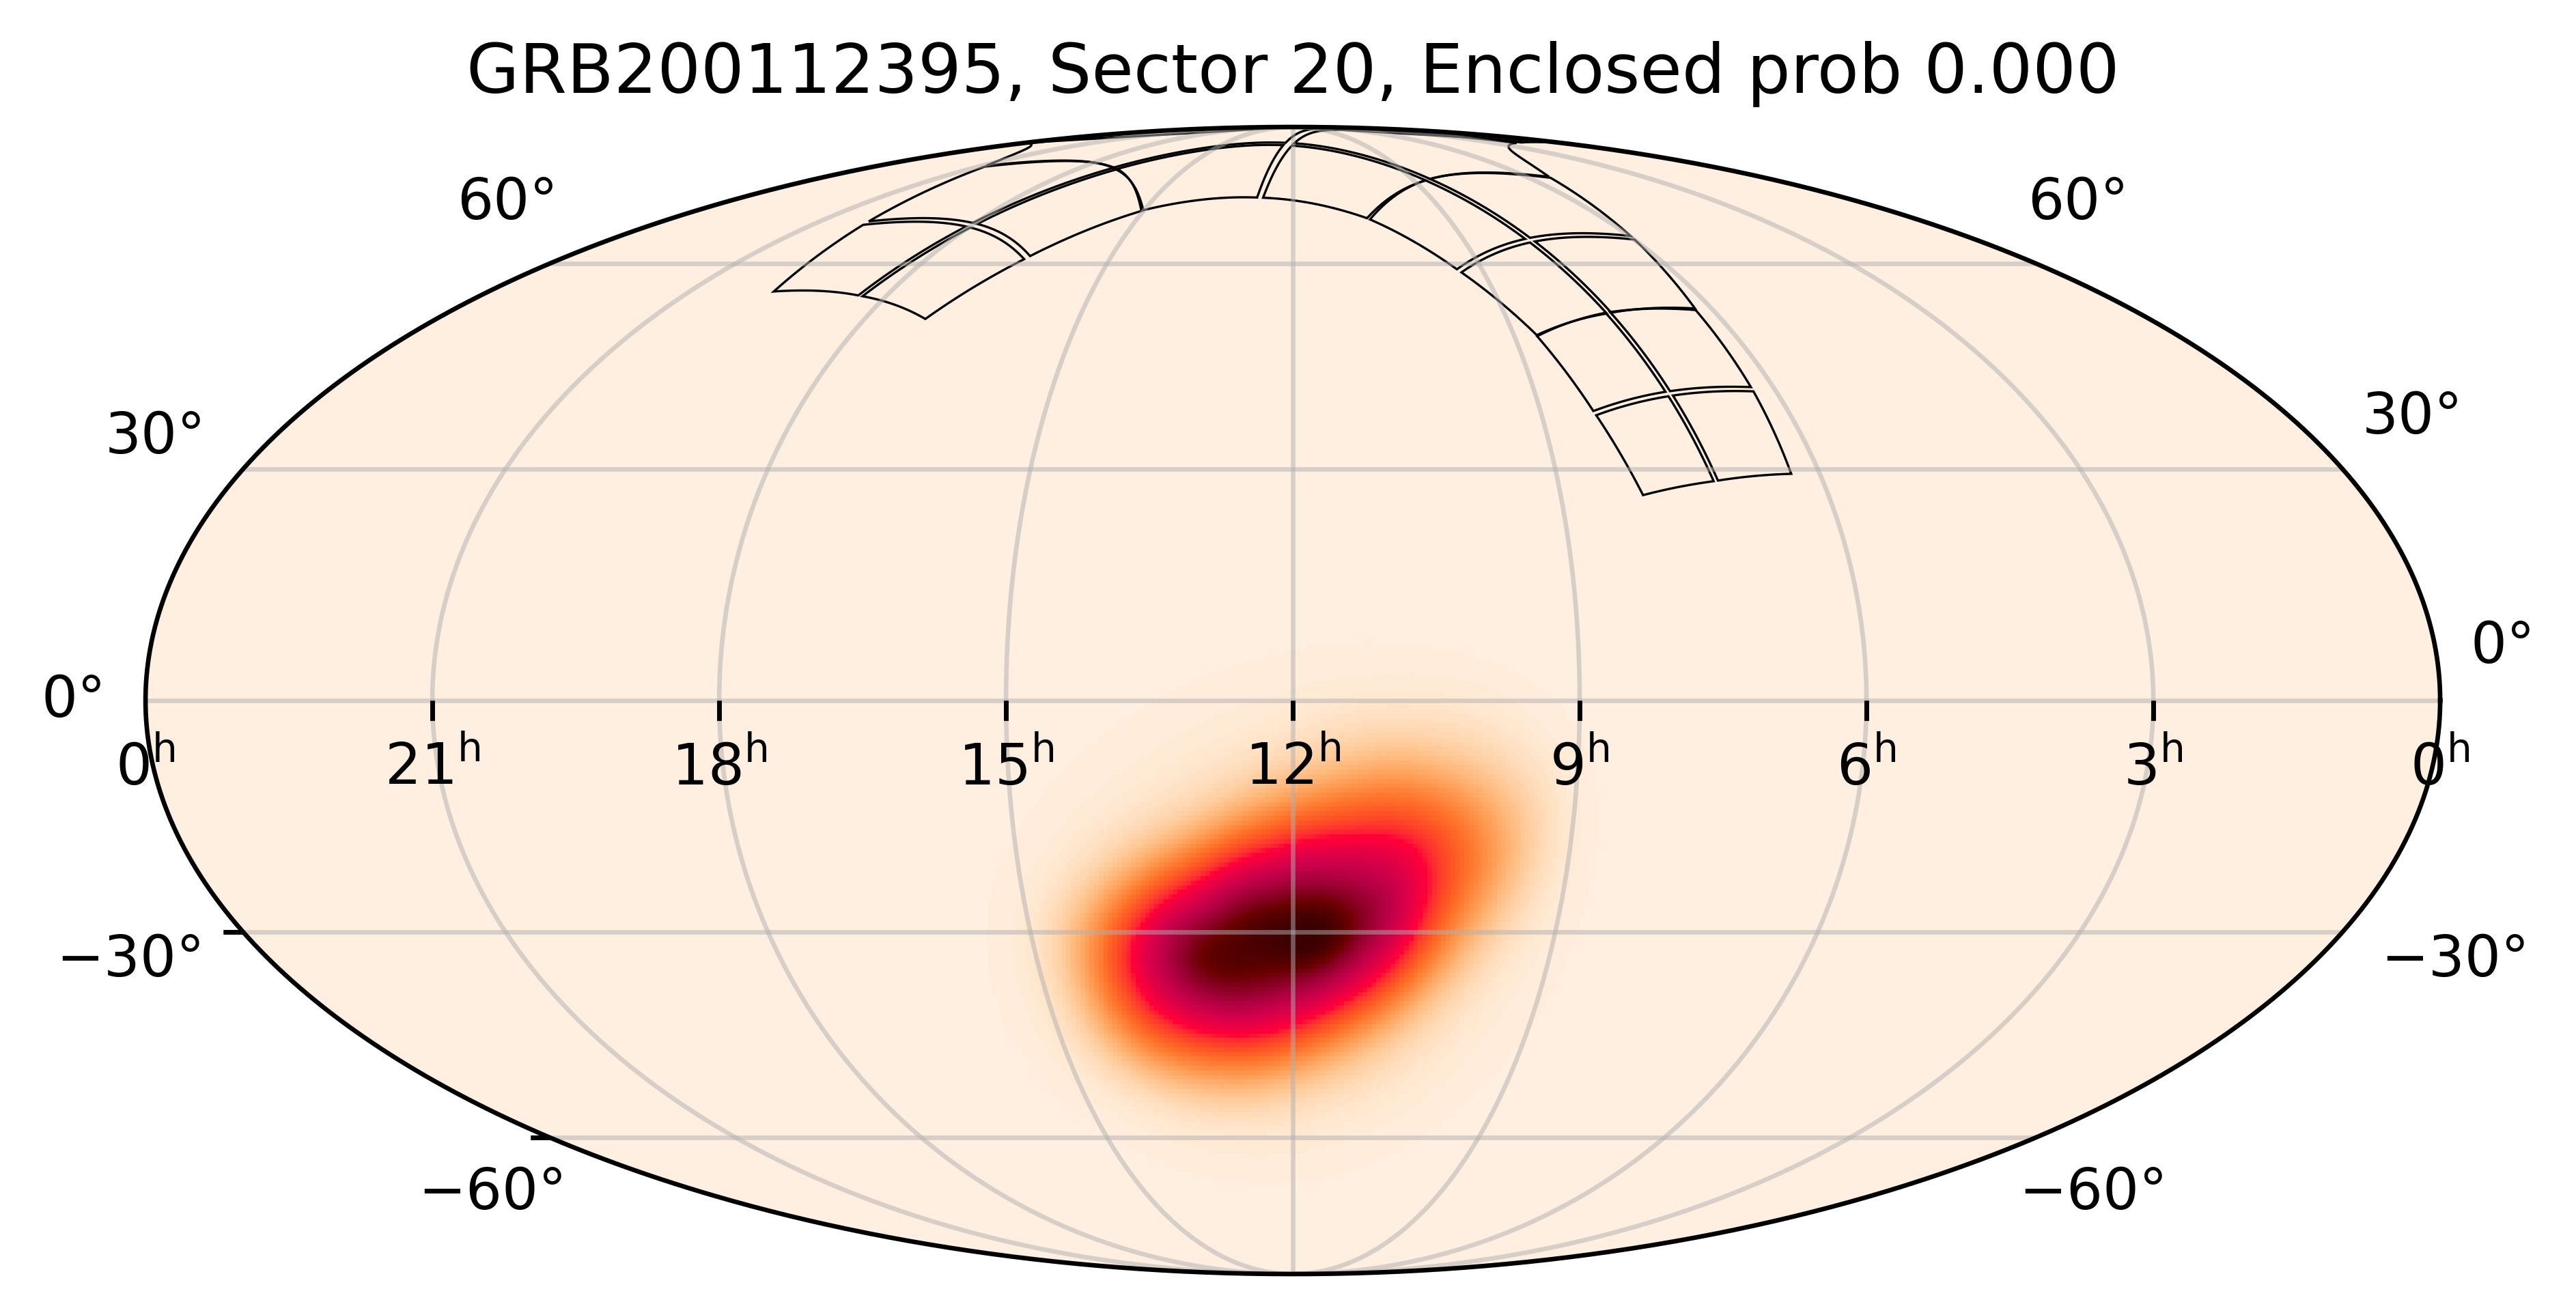 GRB200112395, Sector 20, Enclosed prob 0.000
60° 60°
30° 30°
0° 0°
0ʰ 21ʰ 18ʰ 15ʰ 12ʰ 9ʰ 6ʰ 3ʰ 0ʰ
−30° −30°
−60° −60°